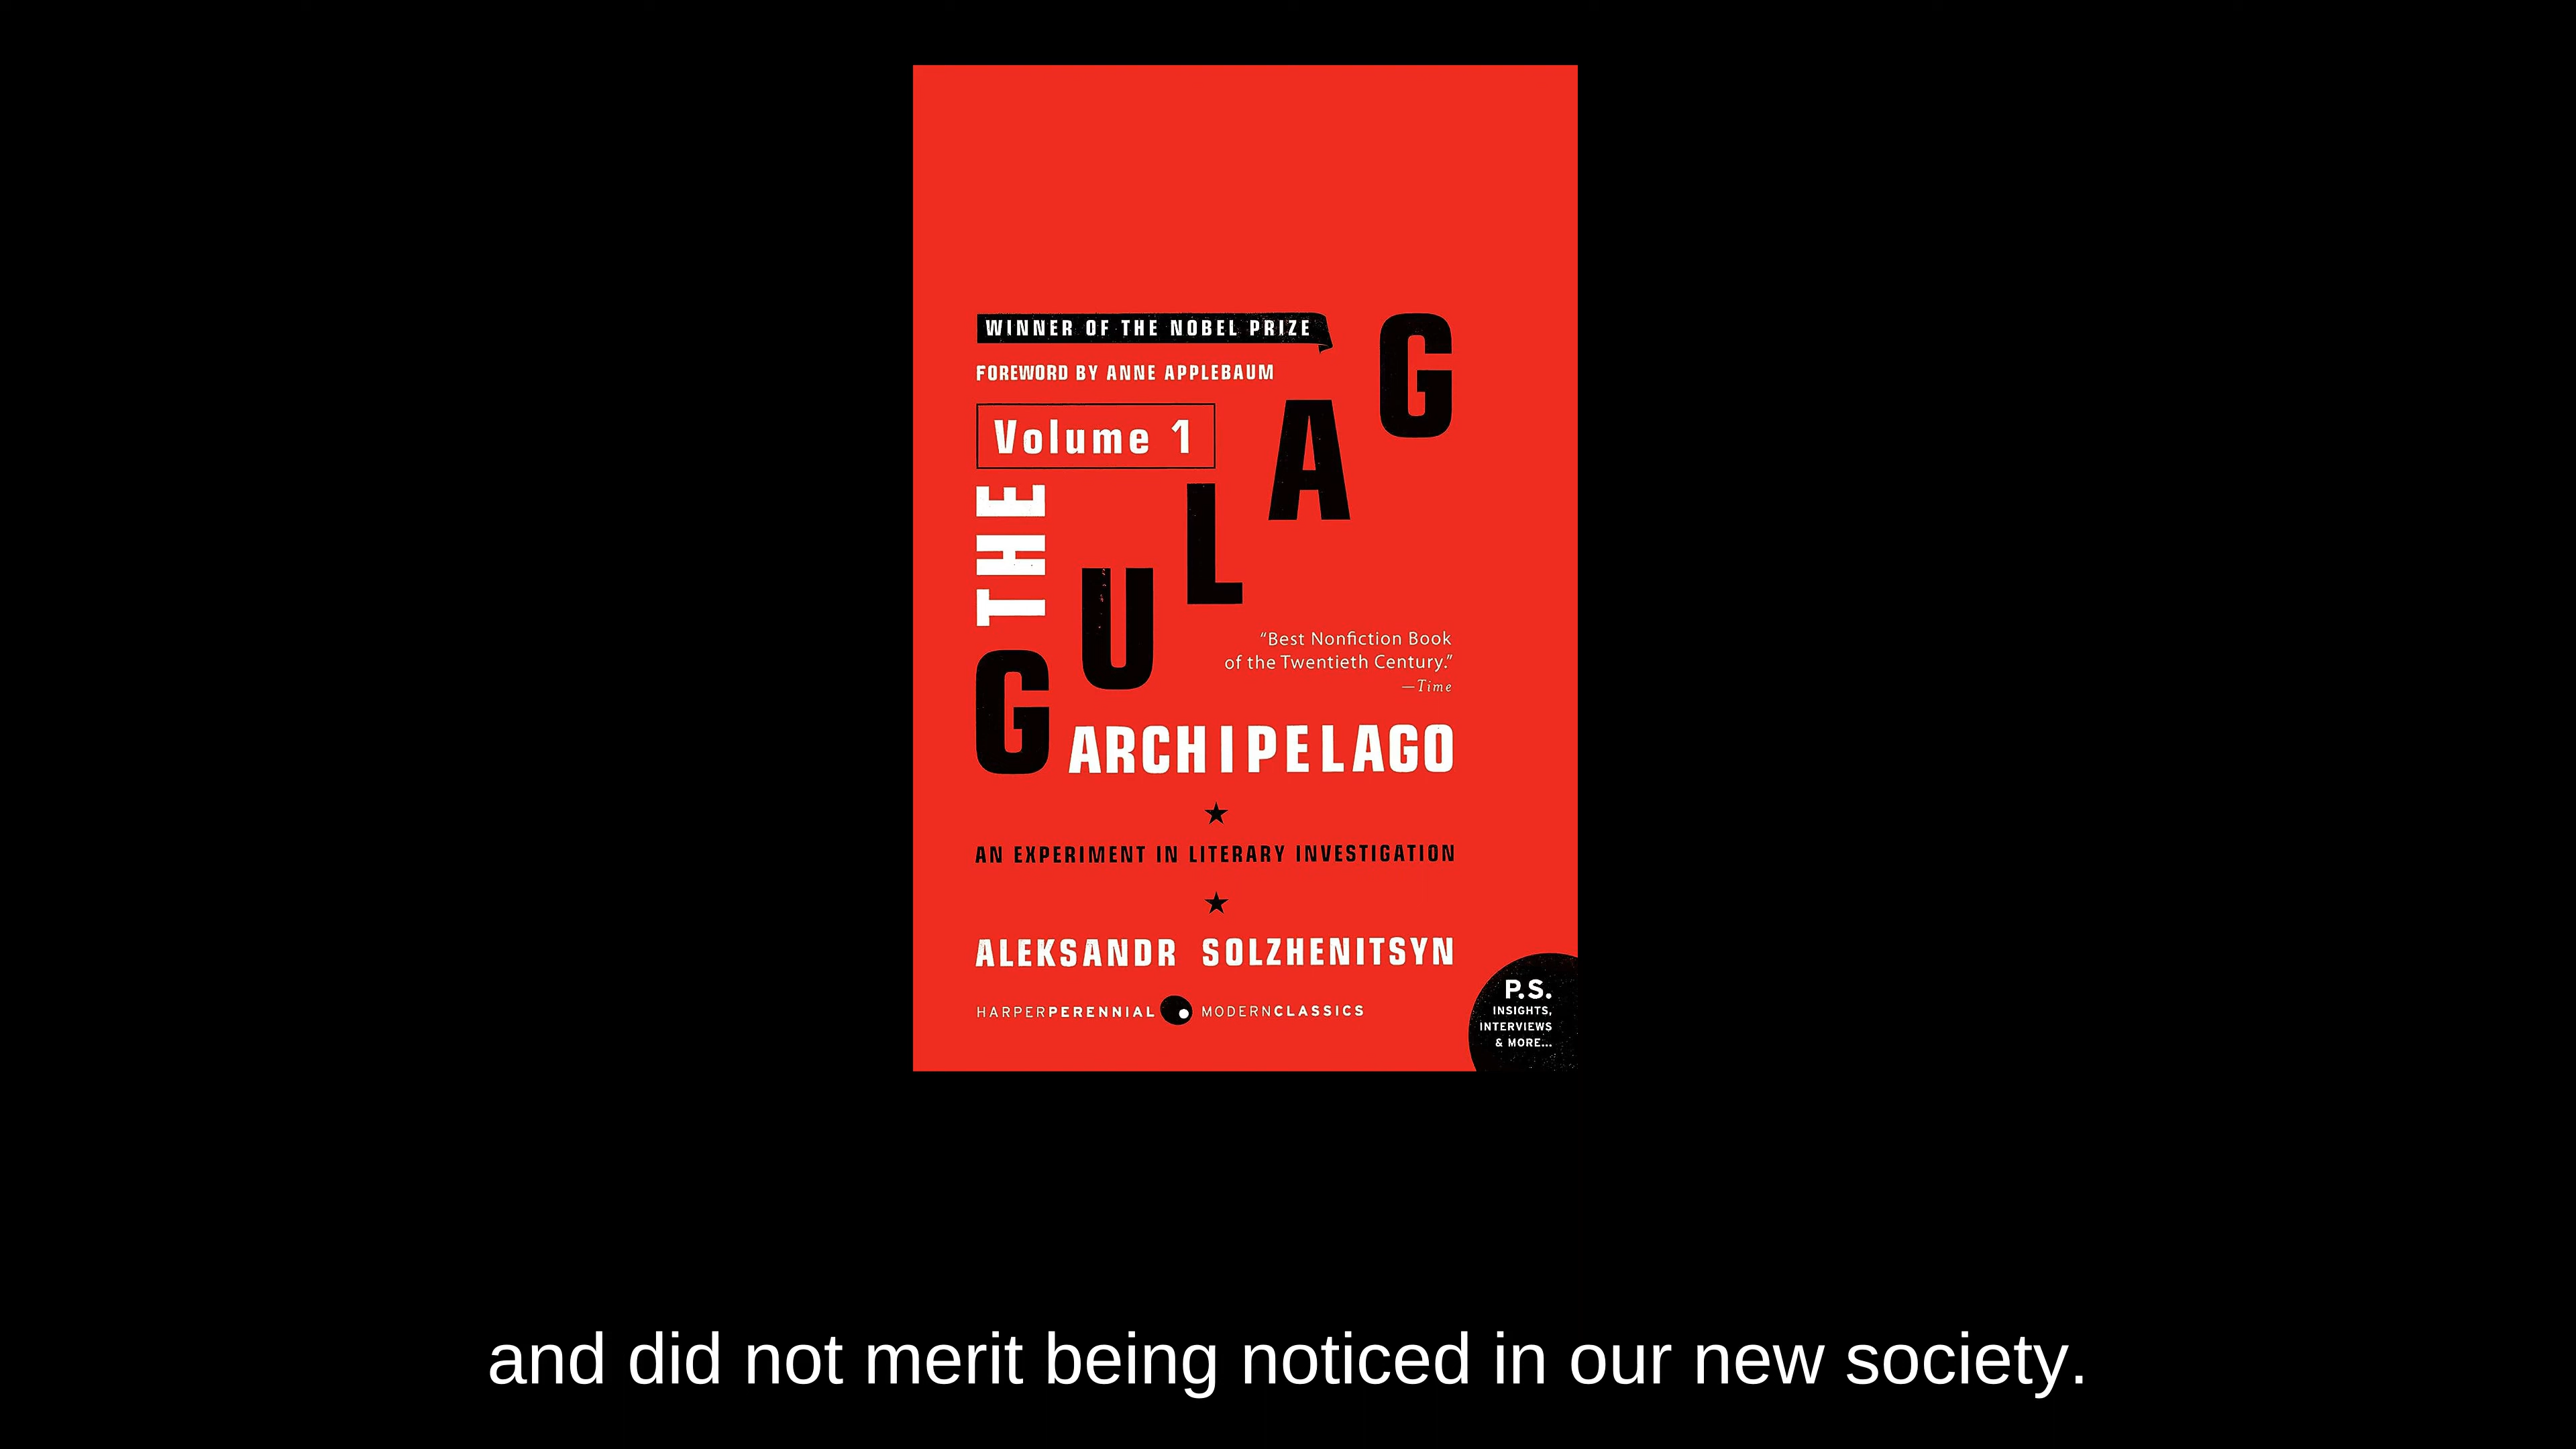 WINNER OF THE NOBEL PRIZE
FOREWORD BY ANNE APPLEBAUM
Volume 1
THE
GULAG
"Best Nonfiction Book
of the Twentieth Century."
—Time
ARCHIPELAGO
AN EXPERIMENT IN LITERARY INVESTIGATION
ALEKSANDR SOLZHENITSYN
HARPERPERENNIAL MODERNCLASSICS
P.S.
INSIGHTS,
INTERVIEWS
& MORE...
and did not merit being noticed in our new society.